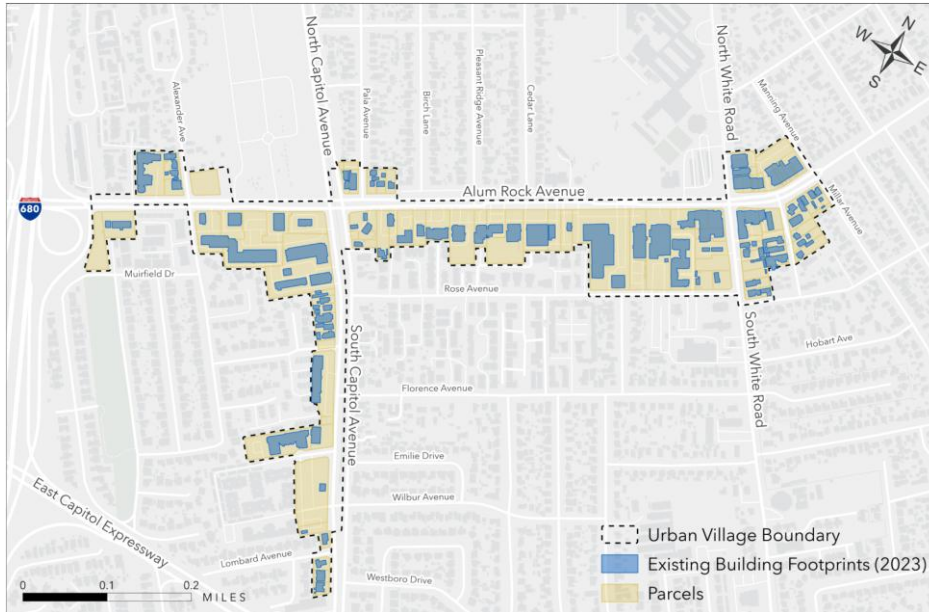 N
W
E
S
North Capitol Avenue
North White Road
Alexander Ave
Pala Avenue
Birch Lane
Pleasant Ridge Avenue
Cedar Lane
Manning Avenue
Millar Avenue
Alum Rock Avenue
680
Muirfield Dr
Rose Avenue
South Capitol Avenue
South White Road
Hobart Ave
Florence Avenue
Emilie Drive
Wilbur Avenue
East Capitol Expressway
Lombard Avenue
Westboro Drive
Urban Village Boundary
Existing Building Footprints (2023)
Parcels
0 0.1 0.2
MILES